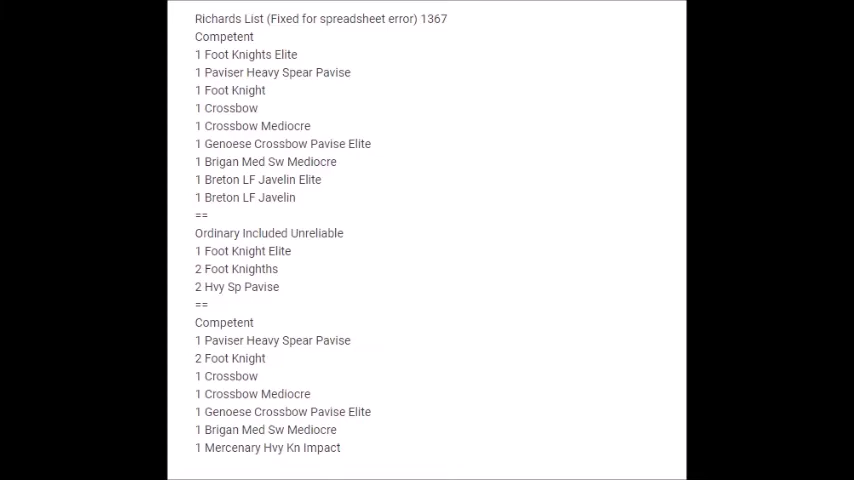 Richards List (Fixed for spreadsheet error) 1367
Competent
1 Foot Knights Elite
1 Paviser Heavy Spear Pavise
1 Foot Knight
1 Crossbow
1 Crossbow Mediocre
1 Genoese Crossbow Pavise Elite
1 Brigan Med Sw Mediocre
1 Breton LF Javelin Elite
1 Breton LF Javelin
==
Ordinary Included Unreliable
1 Foot Knight Elite
2 Foot Knighths
2 Hvy Sp Pavise
==
Competent
1 Paviser Heavy Spear Pavise
2 Foot Knight
1 Crossbow
1 Crossbow Mediocre
1 Genoese Crossbow Pavise Elite
1 Brigan Med Sw Mediocre
1 Mercenary Hvy Kn Impact